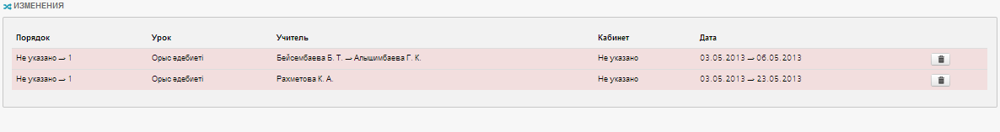 ИЗМЕНЕНИЯ
Порядок Урок Учитель Кабинет Дата
Не указано → 1 Орыс әдебиеті Бейсембаева Б. Т. → Алышимбаева Г. К. Не указано 03.05.2013 → 06.05.2013
Не указано → 1 Орыс әдебиеті Рахметова К. А. Не указано 03.05.2013 → 23.05.2013